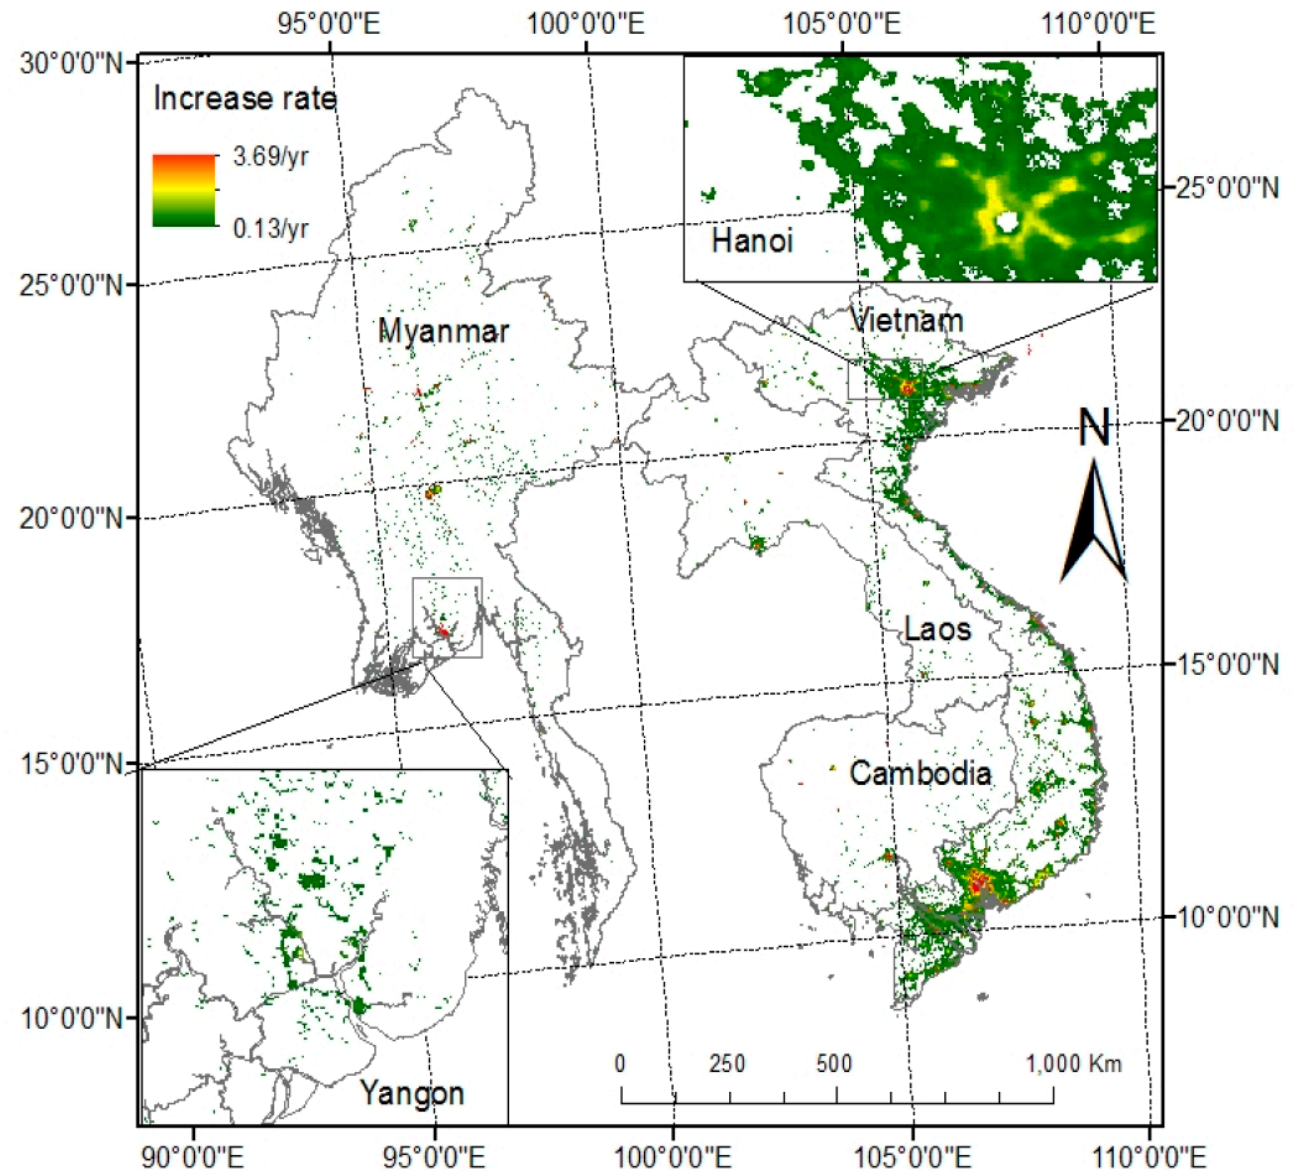 95°0'0"E 100°0'0"E 105°0'0"E 110°0'0"E
30°0'0"N
Increase rate
3.69/yr
0.13/yr
25°0'0"N
Hanoi
25°0'0"N
Vietnam
Myanmar
20°0'0"N
N
20°0'0"N
Laos
15°0'0"N
15°0'0"N
Cambodia
10°0'0"N
10°0'0"N
0 250 500 1,000 Km
Yangon
90°0'0"E 95°0'0"E 100°0'0"E 105°0'0"E 110°0'0"E